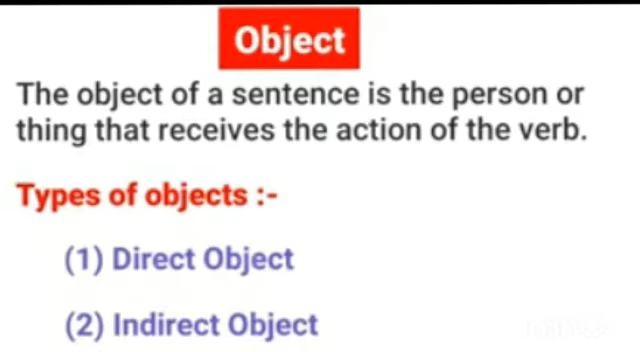 Object
The object of a sentence is the person or
thing that receives the action of the verb.
Types of objects :-
(1) Direct Object
(2) Indirect Object